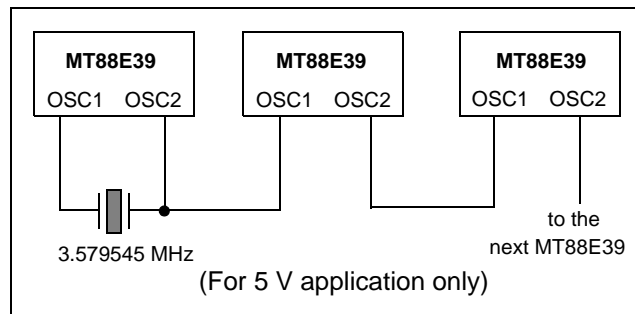 MT88E39 MT88E39 MT88E39
OSC1 OSC2 OSC1 OSC2 OSC1 OSC2
3.579545 MHz
to the
next MT88E39
(For 5 V application only)